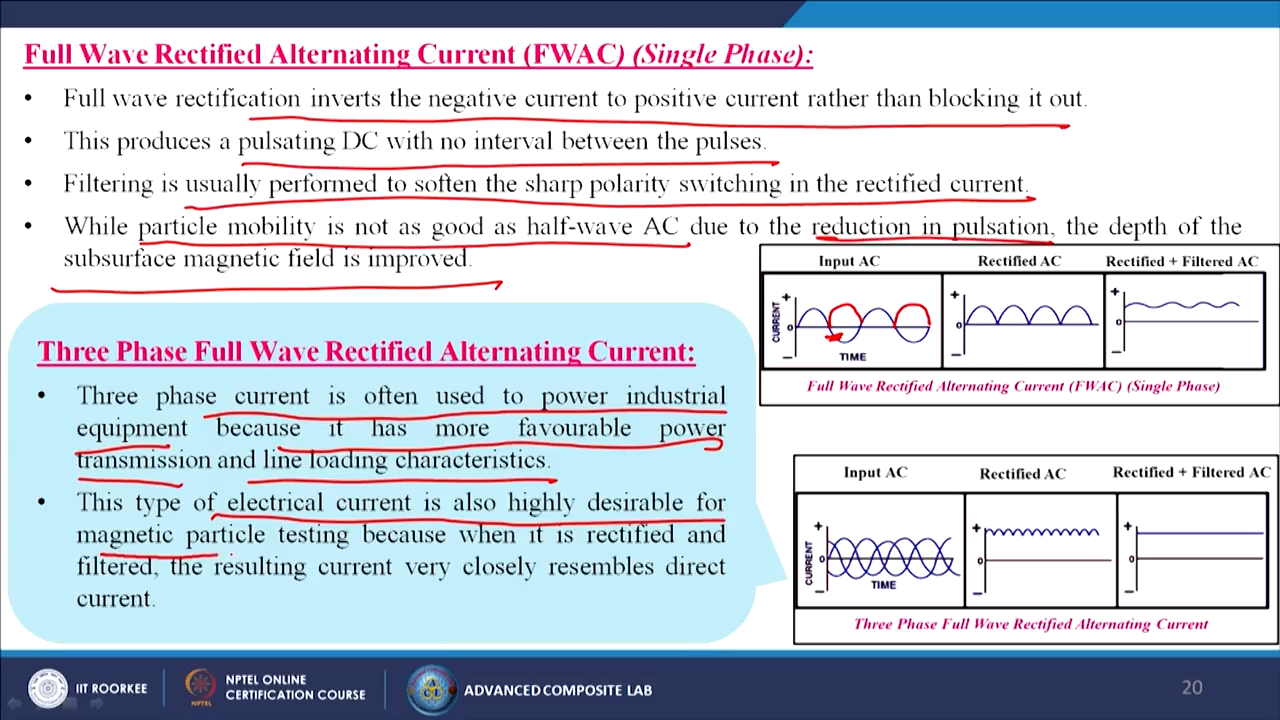 Full Wave Rectified Alternating Current (FWAC) (Single Phase):
• Full wave rectification inverts the negative current to positive current rather than blocking it out.
• This produces a pulsating DC with no interval between the pulses.
• Filtering is usually performed to soften the sharp polarity switching in the rectified current.
• While particle mobility is not as good as half-wave AC due to the reduction in pulsation, the depth of the
subsurface magnetic field is improved.
Input AC
Rectified AC
Rectified + Filtered AC
CURRENT
+
0
−
TIME
+
0
−
+
0
−
Full Wave Rectified Alternating Current (FWAC) (Single Phase)
Three Phase Full Wave Rectified Alternating Current:
• Three phase current is often used to power industrial
equipment because it has more favourable power
transmission and line loading characteristics.
• This type of electrical current is also highly desirable for
magnetic particle testing because when it is rectified and
filtered, the resulting current very closely resembles direct
current.
Input AC
Rectified AC
Rectified + Filtered AC
CURRENT
+
0
−
TIME
+
0
−
+
0
−
Three Phase Full Wave Rectified Alternating Current
IIT ROORKEE
NPTEL
NPTEL ONLINE
CERTIFICATION COURSE
ADVANCED COMPOSITE LAB
20